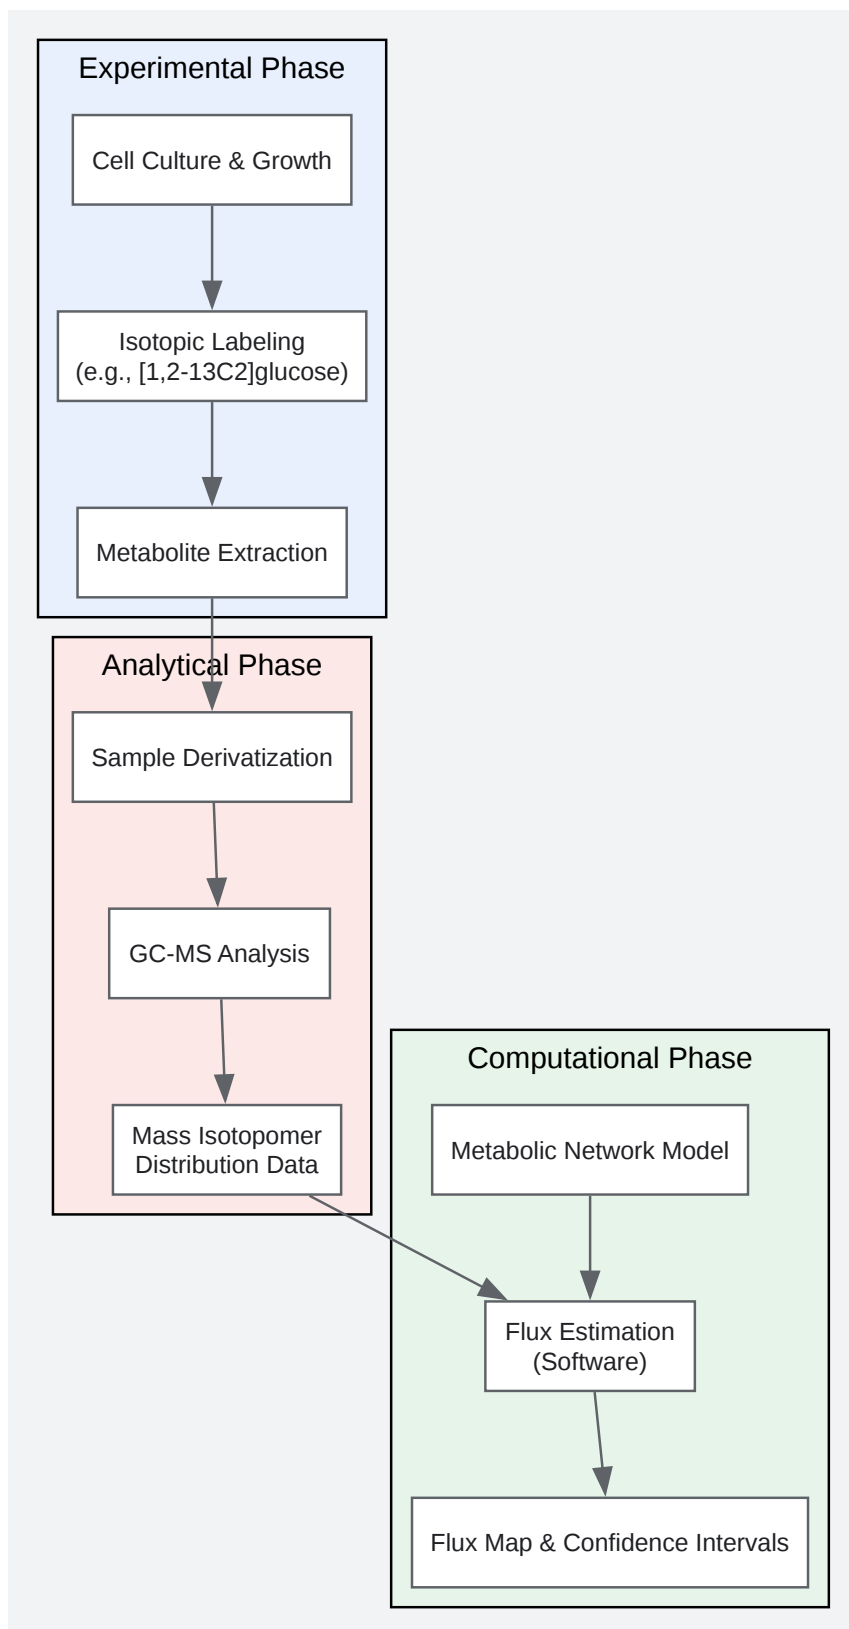 Experimental Phase
Cell Culture & Growth
Isotopic Labeling
(e.g., [1,2-13C2]glucose)
Metabolite Extraction
Analytical Phase
Sample Derivatization
GC-MS Analysis
Mass Isotopomer
Distribution Data
Computational Phase
Metabolic Network Model
Flux Estimation
(Software)
Flux Map & Confidence Intervals